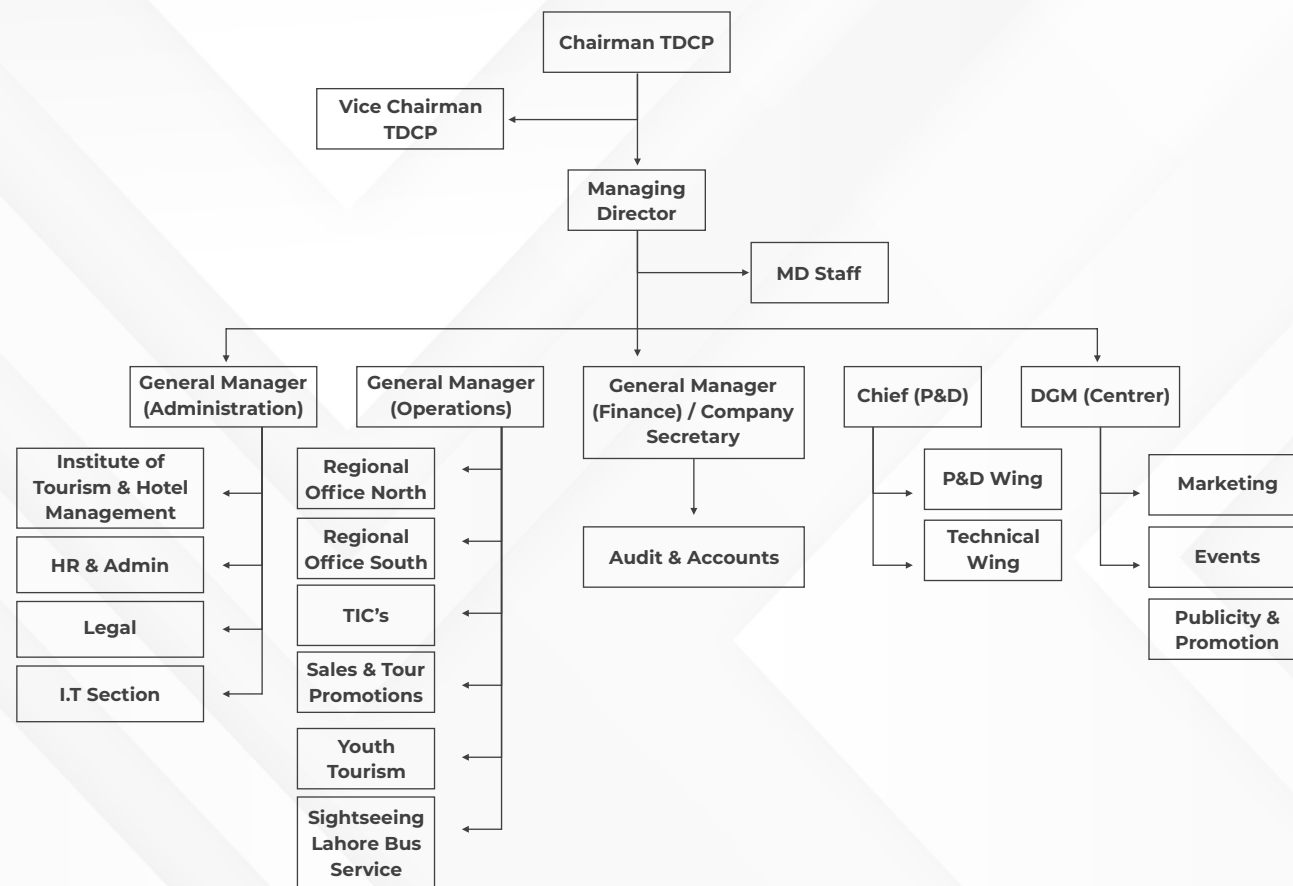 Chairman TDCP
Vice Chairman
TDCP
Managing
Director
MD Staff
General Manager
(Administration)
General Manager
(Operations)
General Manager
(Finance) / Company
Secretary
Chief (P&D)
DGM (Centrer)
Institute of
Tourism & Hotel
Management
HR & Admin
Legal
I.T Section
Regional
Office North
Regional
Office South
TIC’s
Sales & Tour
Promotions
Youth
Tourism
Sightseeing
Lahore Bus
Service
Audit & Accounts
P&D Wing
Technical
Wing
Marketing
Events
Publicity &
Promotion